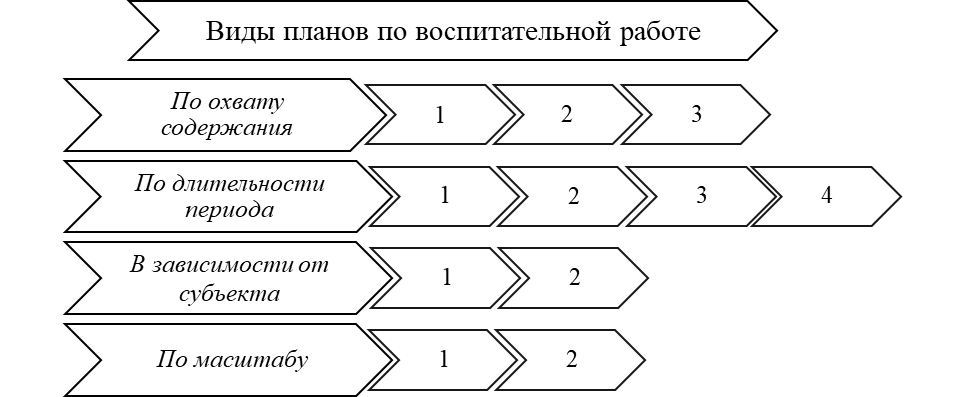 Виды планов по воспитательной работе
По охвату
содержания
1 2 3
По длительности
периода
1 2 3 4
В зависимости от
субъекта
1 2
По масштабу 1 2